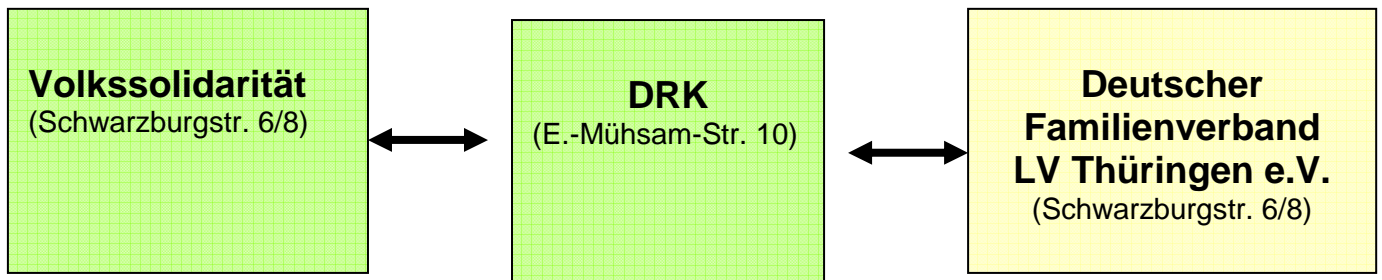 Volkssolidarität
(Schwarzburgstr. 6/8)
DRK
(E.-Mühsam-Str. 10)
Deutscher
Familienverband
LV Thüringen e.V.
(Schwarzburgstr. 6/8)